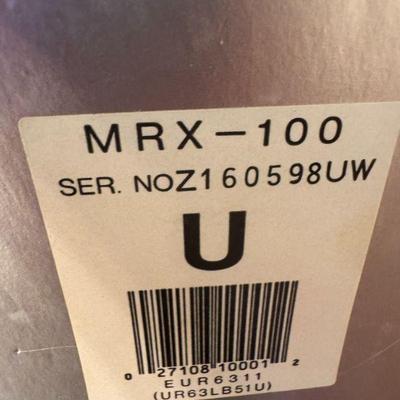 MRX-100
SER. NOZ160598UW
U
0 27108 10001 2
EUR6311
(UR63LB51U)